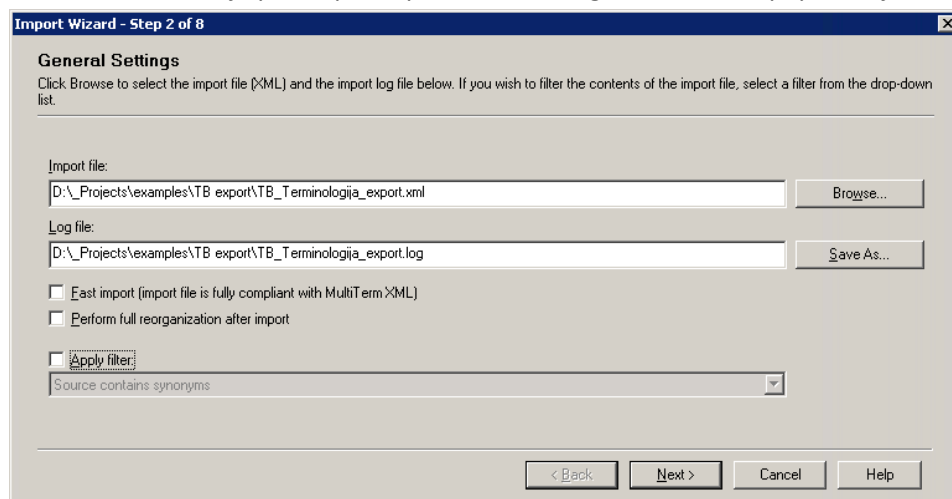 Import Wizard - Step 2 of 8
General Settings
Click Browse to select the import file (XML) and the import log file below. If you wish to filter the contents of the import file, select a filter from the drop-down
list.
Import file:
D:\_Projects\examples\TB export\TB_Terminologija_export.xml
Browse...
Log file:
D:\_Projects\examples\TB export\TB_Terminologija_export.log
Save As...
Fast import (import file is fully compliant with MultiTerm XML)
Perform full reorganization after import
Apply filter:
Source contains synonyms
< Back
Next >
Cancel
Help